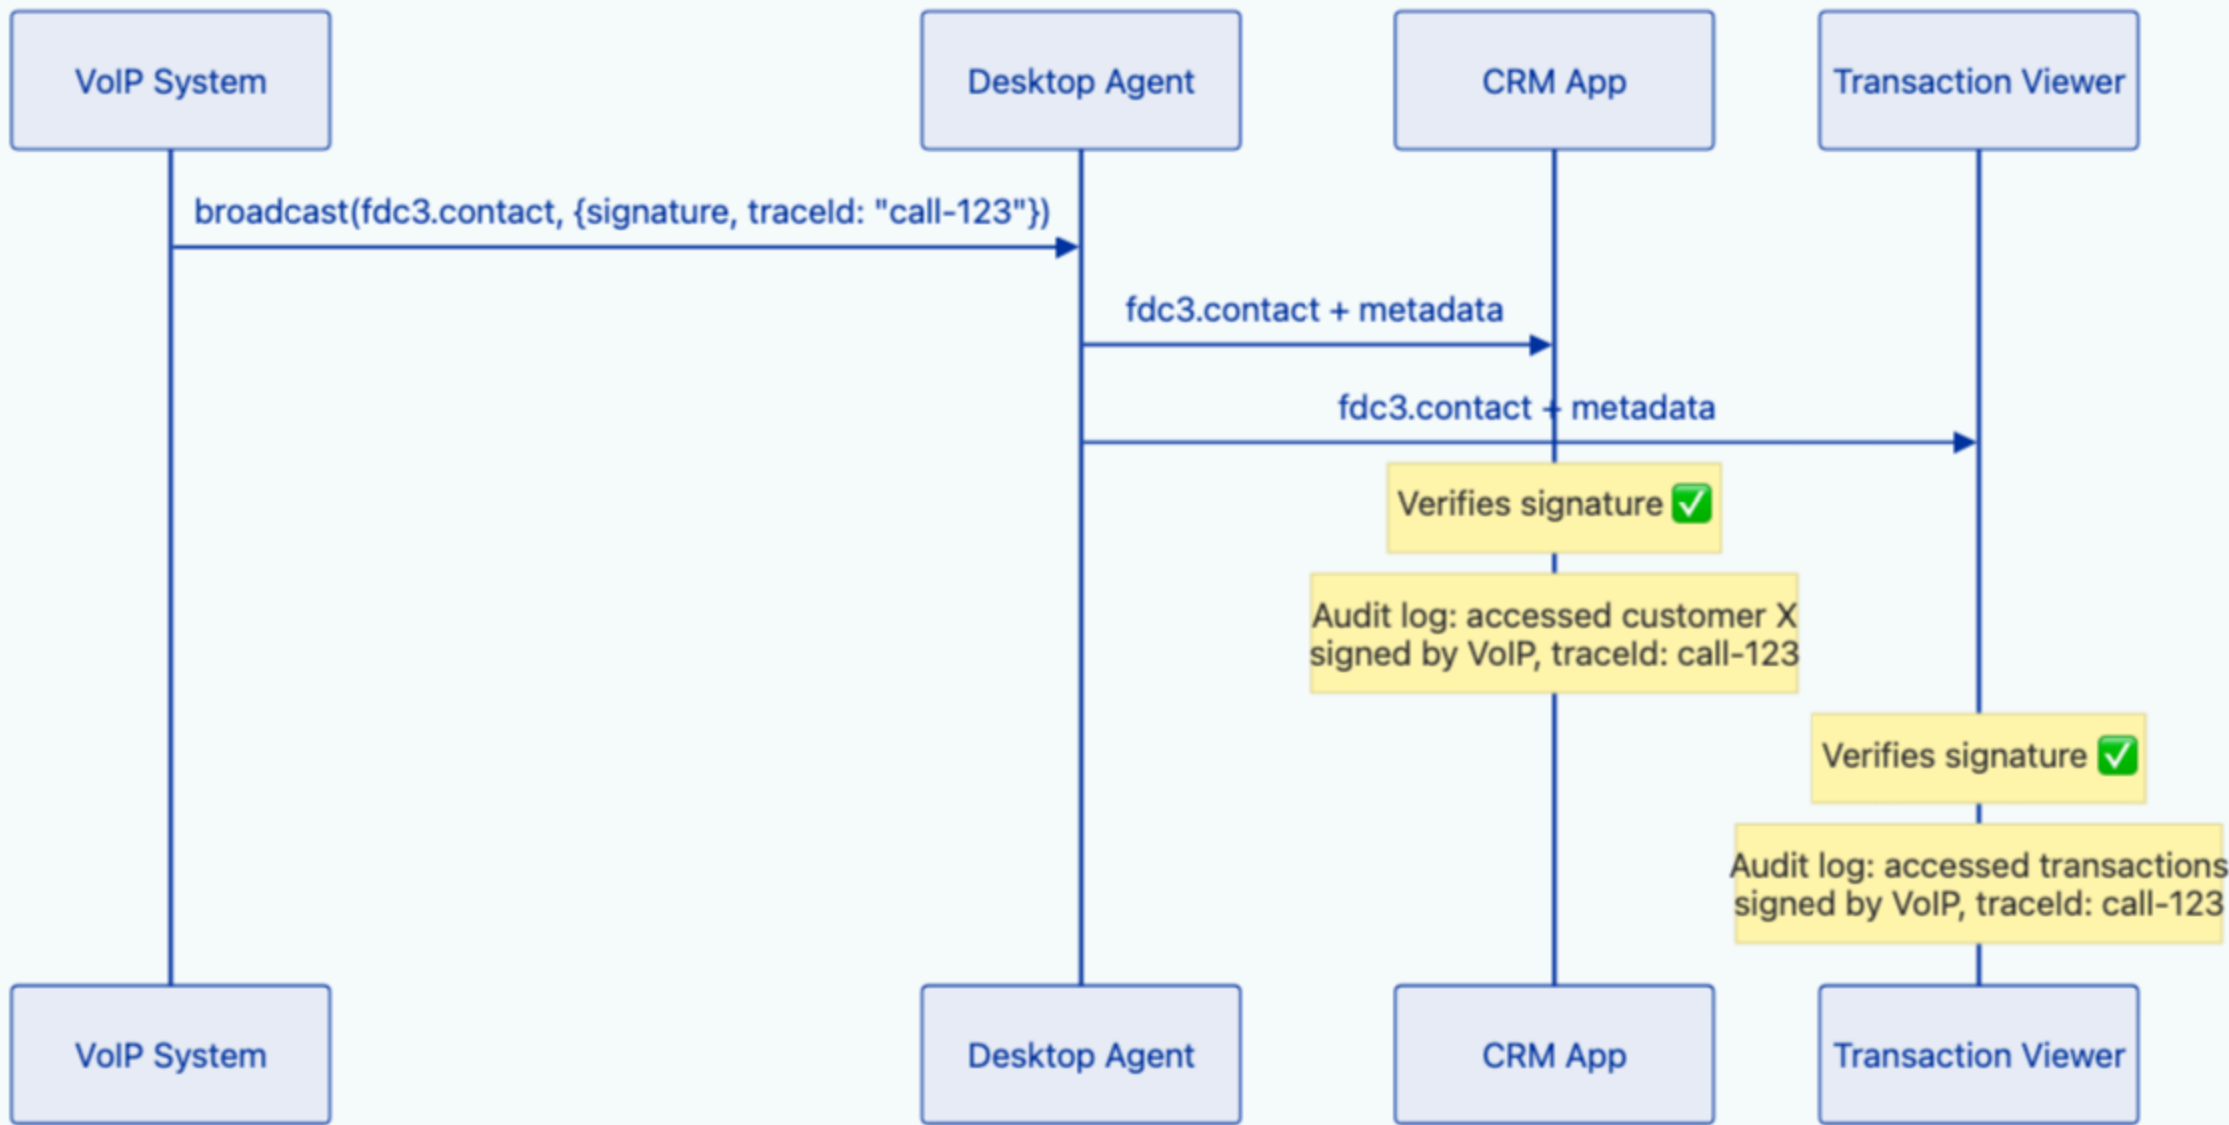 VoIP System
Desktop Agent
CRM App
Transaction Viewer
broadcast(fdc3.contact, {signature, traceId: "call-123"})
fdc3.contact + metadata
fdc3.contact + metadata
Verifies signature ✅
Audit log: accessed customer X
signed by VoIP, traceId: call-123
Verifies signature ✅
Audit log: accessed transactions
signed by VoIP, traceId: call-123
VoIP System
Desktop Agent
CRM App
Transaction Viewer